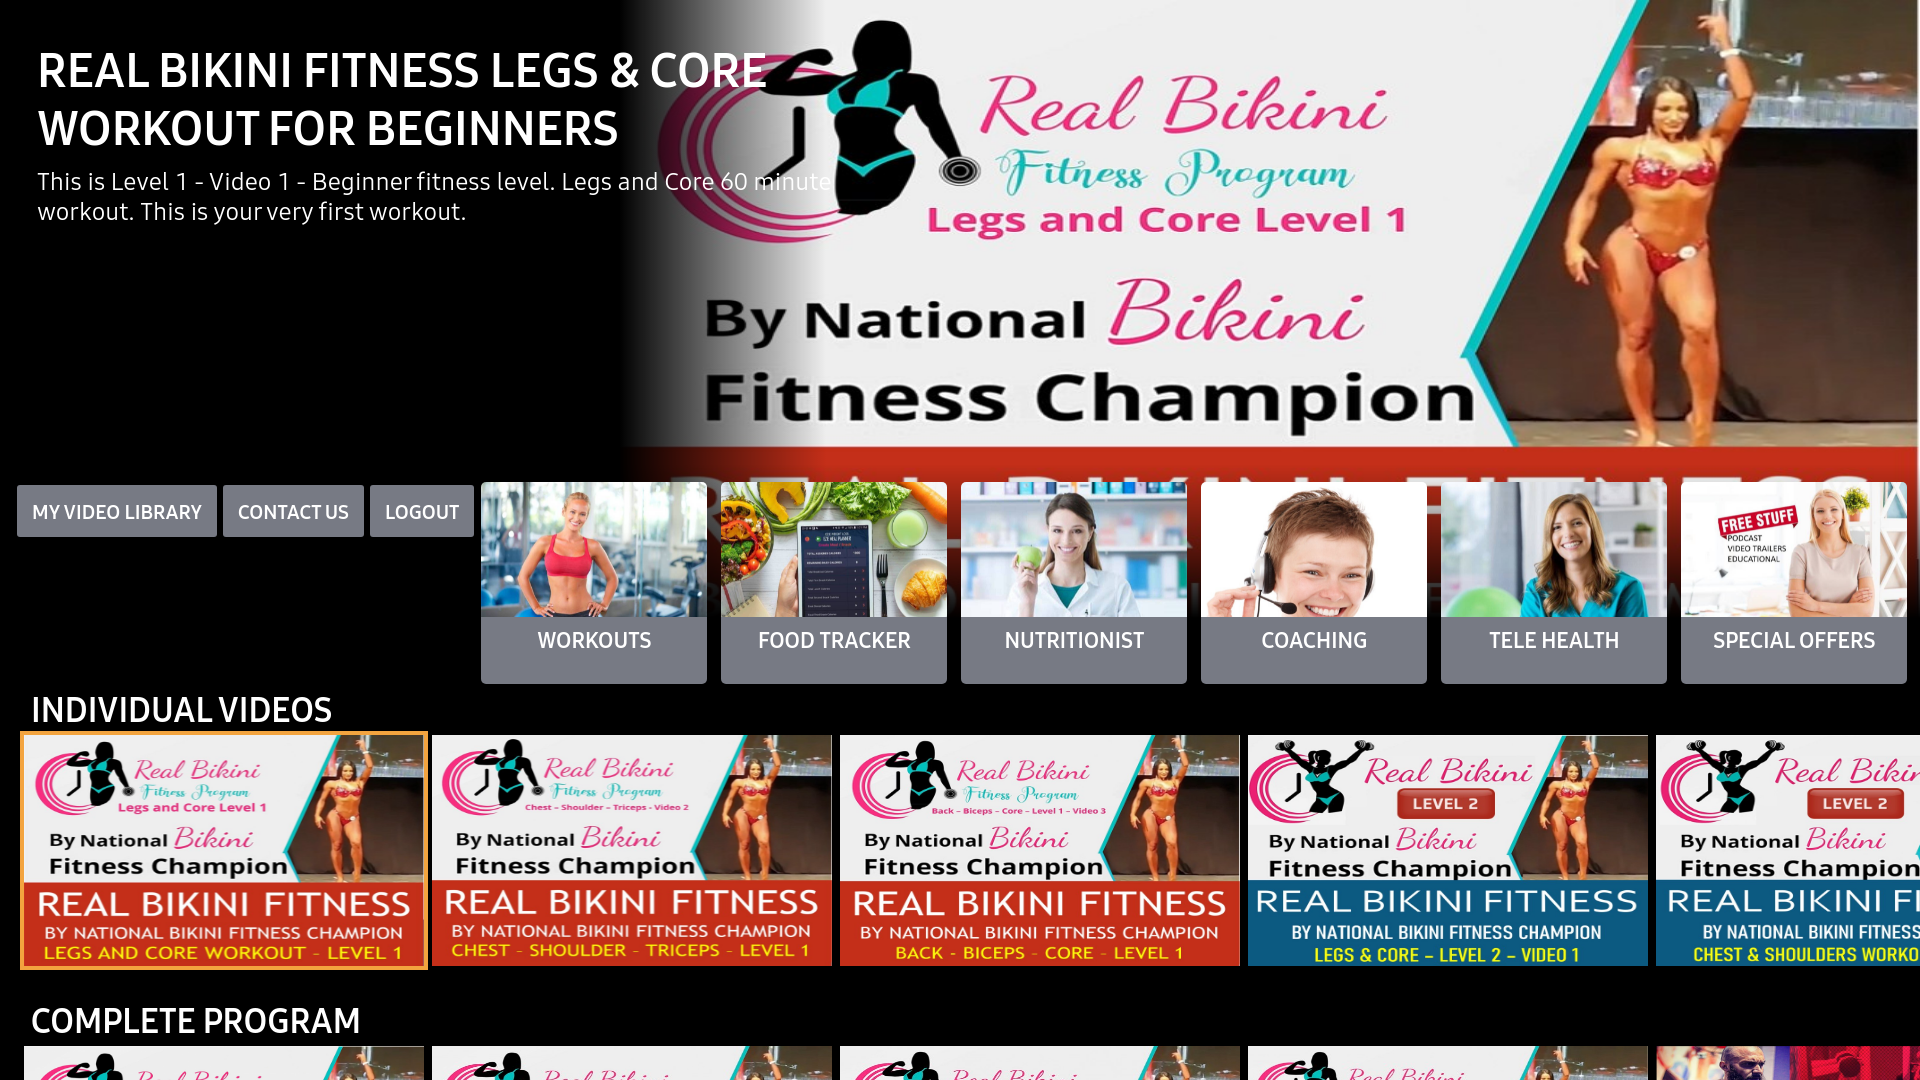 REAL BIKINI FITNESS LEGS & CORE
WORKOUT FOR BEGINNERS
This is Level 1 - Video 1 - Beginner fitness level. Legs and Core 60 minute
workout. This is your very first workout.
Real Bikini
Fitness Program
Legs and Core Level 1
By National Bikini
Fitness Champion
MY VIDEO LIBRARY
CONTACT US
LOGOUT
WORKOUTS
FOOD TRACKER
NUTRITIONIST
COACHING
TELE HEALTH
FREE STUFF
PODCAST
VIDEO TRAILERS
EDUCATIONAL
SPECIAL OFFERS
INDIVIDUAL VIDEOS
Real Bikini
Fitness Program
Legs and Core Level 1
By National Bikini
Fitness Champion
REAL BIKINI FITNESS
BY NATIONAL BIKINI FITNESS CHAMPION
LEGS AND CORE WORKOUT - LEVEL 1
Real Bikini
Fitness Program
Chest – Shoulder – Triceps - Video 2
By National Bikini
Fitness Champion
REAL BIKINI FITNESS
BY NATIONAL BIKINI FITNESS CHAMPION
CHEST - SHOULDER - TRICEPS - LEVEL 1
Real Bikini
Fitness Program
Back – Biceps – Core – Level 1 – Video 3
By National Bikini
Fitness Champion
REAL BIKINI FITNESS
BY NATIONAL BIKINI FITNESS CHAMPION
BACK - BICEPS - CORE - LEVEL 1
Real Bikini
LEVEL 2
By National Bikini
Fitness Champion
REAL BIKINI FITNESS
BY NATIONAL BIKINI FITNESS CHAMPION
LEGS & CORE – LEVEL 2 – VIDEO 1
Real Bikin
LEVEL 2
By National Bikini
Fitness Champion
REAL BIKINI FI
BY NATIONAL BIKINI FITNESS
CHEST & SHOULDERS WORKO
COMPLETE PROGRAM